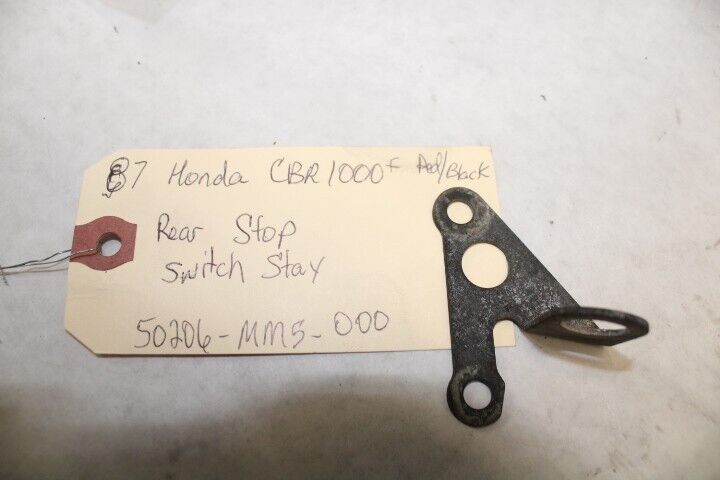 87 Honda CBR1000F Red/Black
Rear Stop
Switch Stay
50206-MM5-000